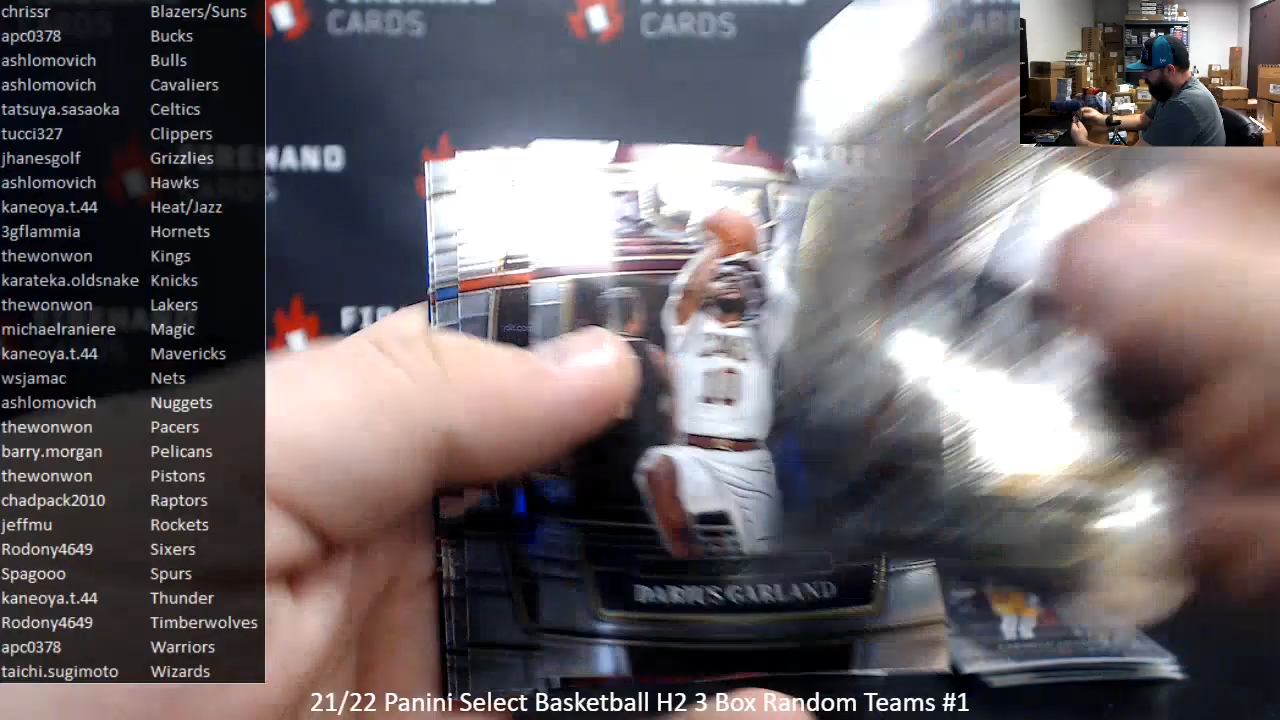 chrissr Blazers/Suns
apc0378 Bucks
ashlomovich Bulls
ashlomovich Cavaliers
tatsuya.sasaoka Celtics
tucci327 Clippers
jhanesgolf Grizzlies
ashlomovich Hawks
kaneoya.t.44 Heat/Jazz
3gflammia Hornets
thewonwon Kings
karateka.oldsnake Knicks
thewonwon Lakers
michaelraniere Magic
kaneoya.t.44 Mavericks
wsjamac Nets
ashlomovich Nuggets
thewonwon Pacers
barry.morgan Pelicans
thewonwon Pistons
chadpack2010 Raptors
jeffmu Rockets
Rodony4649 Sixers
Spagooo Spurs
kaneoya.t.44 Thunder
Rodony4649 Timberwolves
apc0378 Warriors
taichi.sugimoto Wizards
CARDS
CARDS
DARIUS GARLAND
21/22 Panini Select Basketball H2 3 Box Random Teams #1